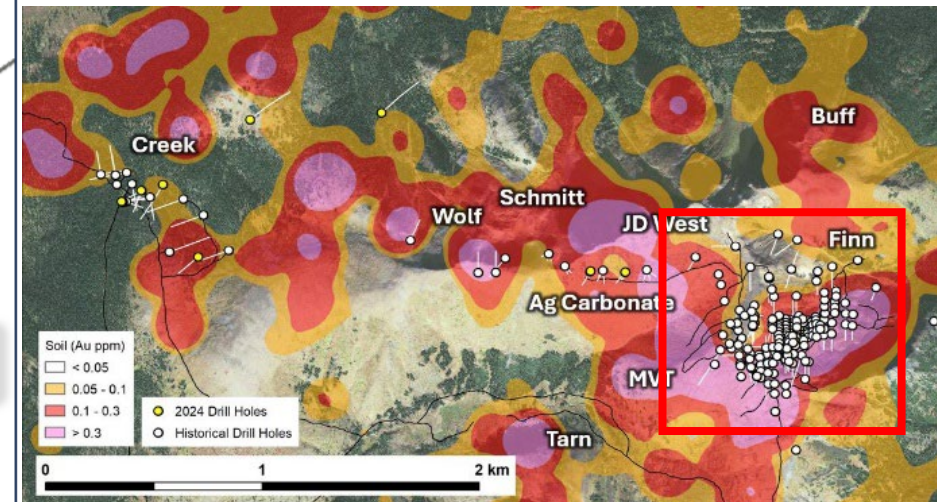 Buff
Creek
Schmitt
Wolf
JD West
Finn
Ag Carbonate
MVT
Tarn
Soil (Au ppm)
< 0.05
0.05 - 0.1
0.1 - 0.3
> 0.3
2024 Drill Holes
Historical Drill Holes
0 1 2 km